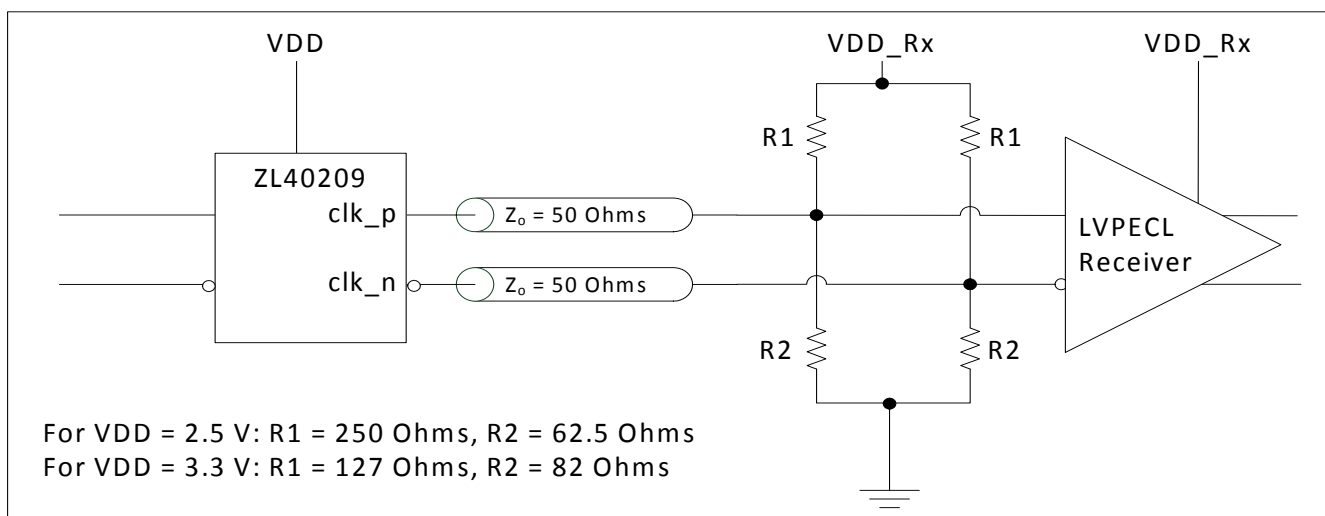 VDD
VDD_Rx
VDD_Rx
R1
R1
ZL40209
clk_p
Zo = 50 Ohms
LVPECL
Receiver
clk_n
Zo = 50 Ohms
R2
R2
For VDD = 2.5 V: R1 = 250 Ohms, R2 = 62.5 Ohms
For VDD = 3.3 V: R1 = 127 Ohms, R2 = 82 Ohms